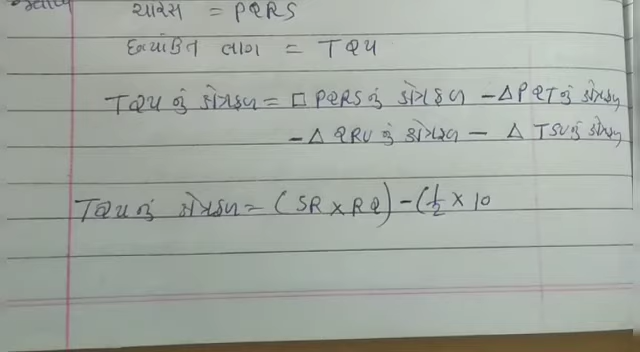 ચોરસ = PQRS
છાયાંકિત ભાગ = TQU
TQU નું ક્ષેત્રફળ = □ PQRS નું ક્ષેત્રફળ - Δ PQT નું ક્ષેત્રફળ
- Δ QRU નું ક્ષેત્રફળ - Δ TSU નું ક્ષેત્રફળ
TQU નું ક્ષેત્રફળ = (SR × RQ) - (1/2 × 10